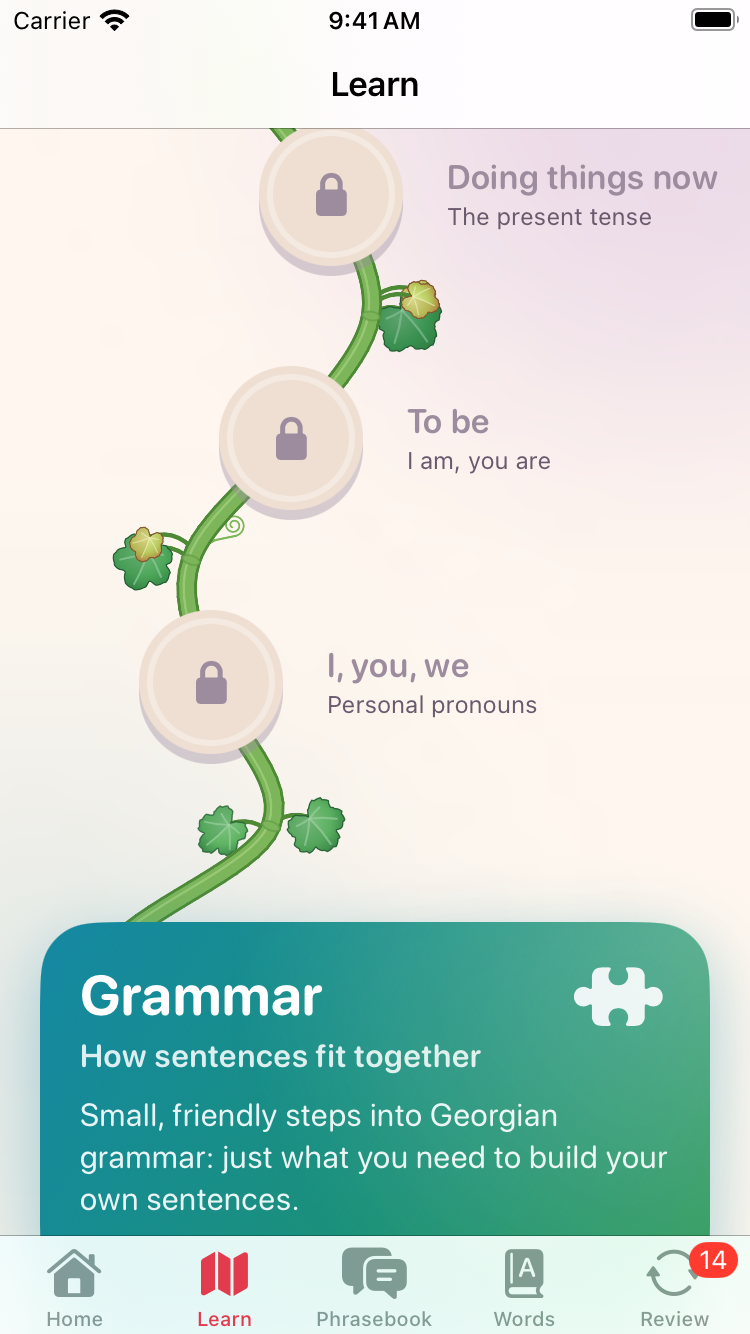 Carrier
9:41 AM
Learn
Doing things now
The present tense
To be
I am, you are
I, you, we
Personal pronouns
Grammar
How sentences fit together
Small, friendly steps into Georgian
grammar: just what you need to build your
own sentences.
A
14
Home
Learn
Phrasebook
Words
Review